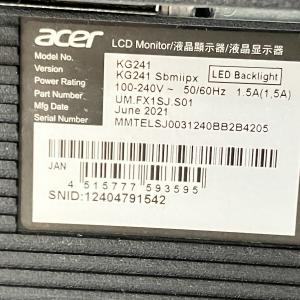 acer LCD Monitor/液晶顯示器/液晶显示器
Model No. KG241
Version KG241 Sbmiipx LED Backlight
Power Rating 100-240V~ 50/60Hz 1.5A(1,5A)
Part Number UM.FX1SJ.S01
Date June 2021
Serial Number MMTELSJ0031240BB2B4205
JAN
4 515777 593595
SNID:12404791542